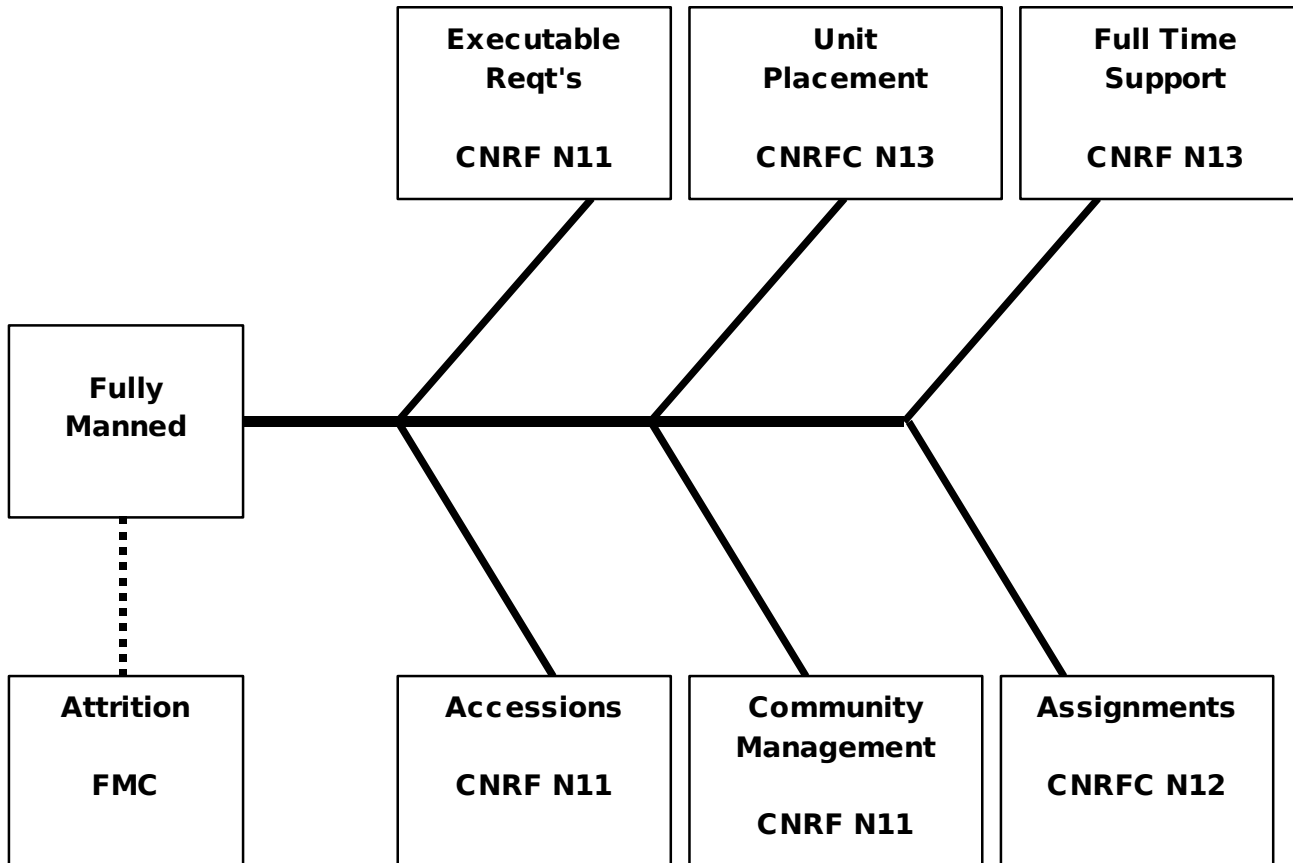 Executable
Reqt's
CNRF N11
Unit
Placement
CNRFC N13
Full Time
Support
CNRF N13
Fully
Manned
Attrition
FMC
Accessions
CNRF N11
Community
Management
CNRF N11
Assignments
CNRFC N12